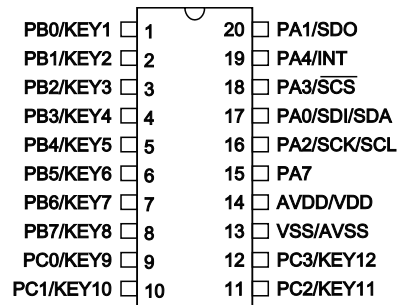 PB0/KEY1 1 20 PA1/SDO
PB1/KEY2 2 19 PA4/INT
PB2/KEY3 3 18 PA3/SCS
PB3/KEY4 4 17 PA0/SDI/SDA
PB4/KEY5 5 16 PA2/SCK/SCL
PB5/KEY6 6 15 PA7
PB6/KEY7 7 14 AVDD/VDD
PB7/KEY8 8 13 VSS/AVSS
PC0/KEY9 9 12 PC3/KEY12
PC1/KEY10 10 11 PC2/KEY11